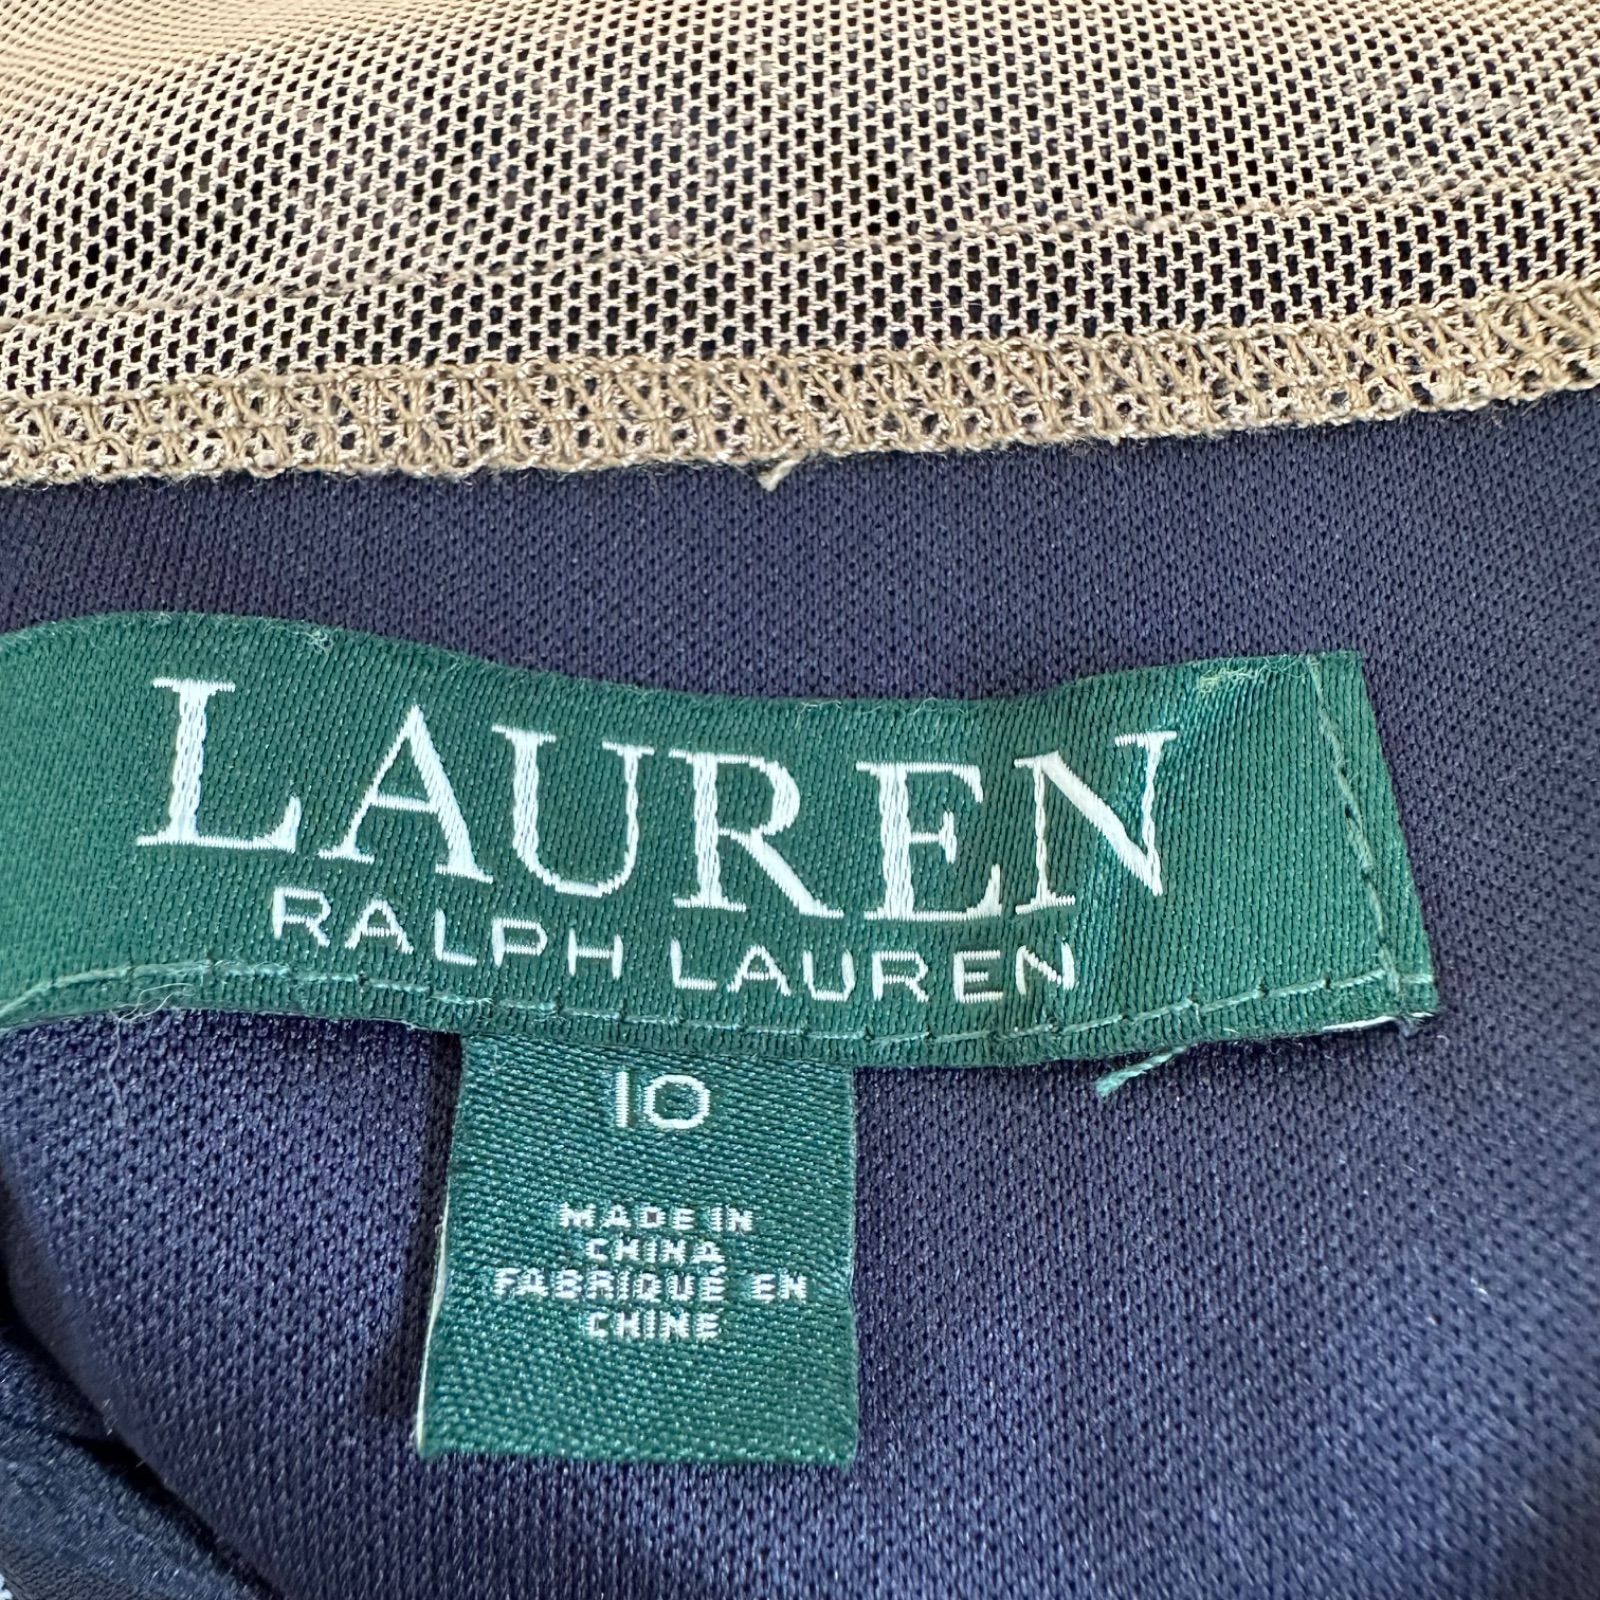 LAUREN
RALPH LAUREN
10
MADE IN
CHINA
FABRIQUÉ EN
CHINE